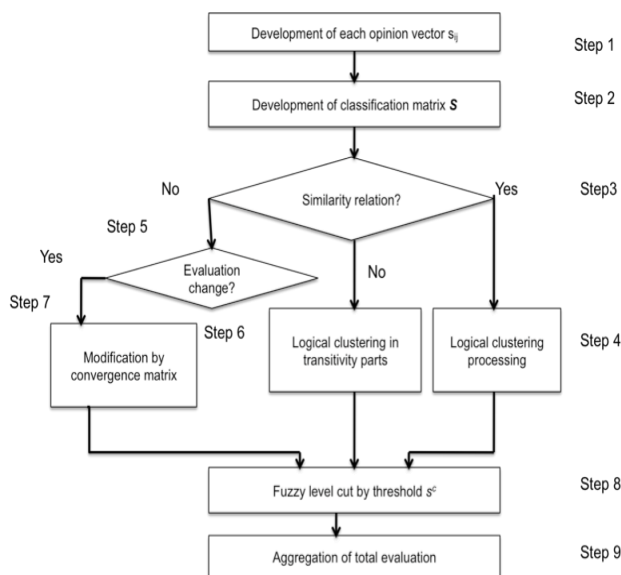 Development of each opinion vector sij
Step 1
Development of classification matrix S
Step 2
Similarity relation?
No
Yes
Step3
Step 5
Evaluation
change?
Yes
No
Step 7
Step 6
Modification by
convergence matrix
Logical clustering in
transitivity parts
Logical clustering
processing
Step 4
Fuzzy level cut by threshold sc
Step 8
Aggregation of total evaluation
Step 9